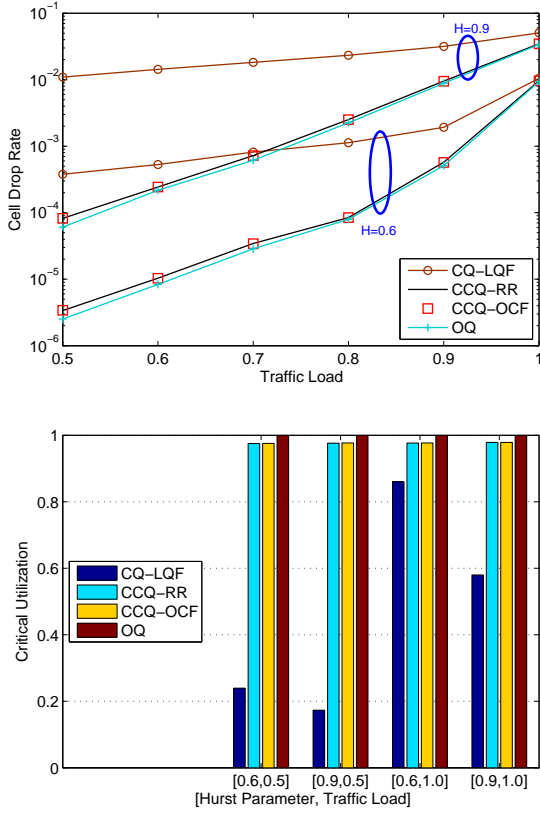 10^−1
10^−2
10^−3
10^−4
10^−5
10^−6
Cell Drop Rate
H=0.9
H=0.6
CQ−LQF
CCQ−RR
CCQ−OCF
OQ
0.5 0.6 0.7 0.8 0.9 1
Traffic Load
1
0.8
0.6
0.4
0.2
0
Critical Utilization
CQ−LQF
CCQ−RR
CCQ−OCF
OQ
[0.6,0.5] [0.9,0.5] [0.6,1.0] [0.9,1.0]
[Hurst Parameter, Traffic Load]